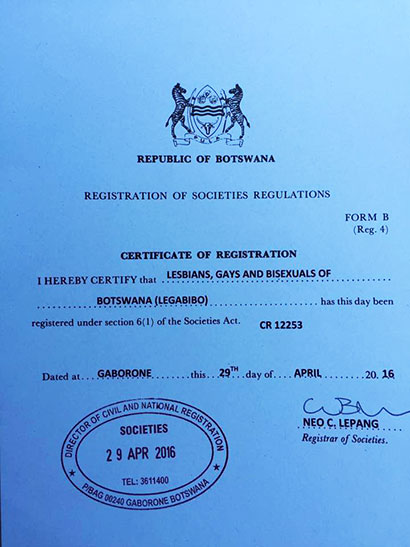 REPUBLIC OF BOTSWANA
REGISTRATION OF SOCIETIES REGULATIONS
FORM B
(Reg. 4)
CERTIFICATE OF REGISTRATION
I HEREBY CERTIFY that LESBIANS, GAYS AND BISEXUALS OF
BOTSWANA (LEGABIBO) has this day been
registered under section 6(1) of the Societies Act. CR 12253
Dated at GABORONE this 29TH day of APRIL 20 16
NEO C. LEPANG
Registrar of Societies.
DIRECTOR OF CIVIL AND NATIONAL REGISTRATION
SOCIETIES
29 APR 2016
TEL: 3611400
P/BAG 00240 GABORONE BOTSWANA